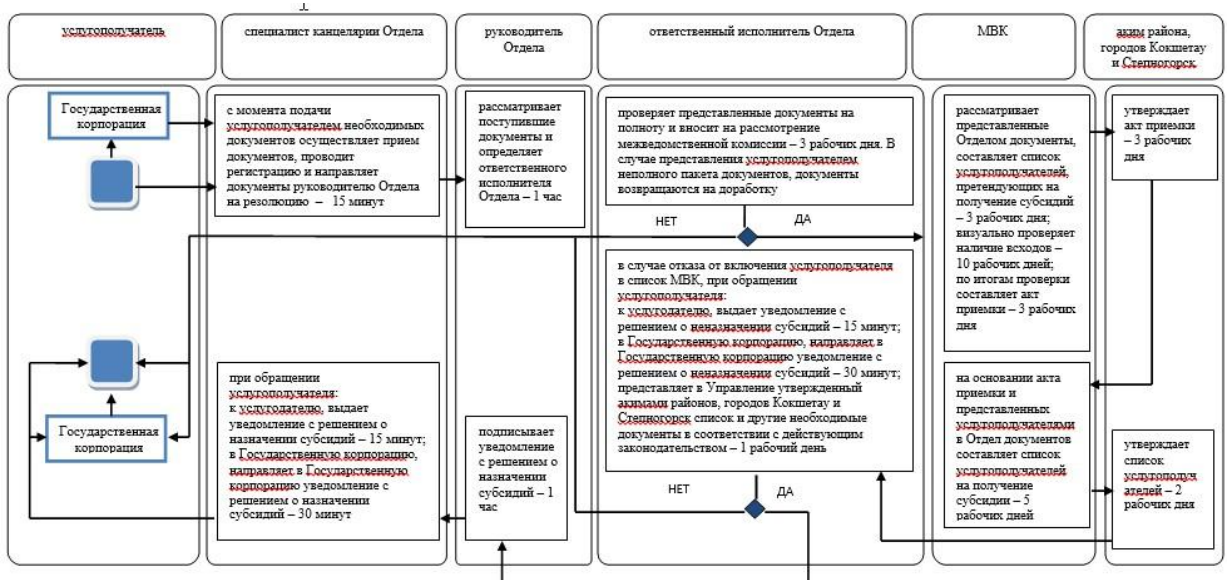 услугополучатель
специалист канцелярии Отдела
руководитель
Отдела
ответственный исполнитель Отдела
МВК
аким района,
городов Кокшетау
и Степногорск
Государственная
корпорация
с момента подачи
услугополучателем необходимых
документов осуществляет прием
документов, проводит
регистрацию и направляет
документы руководителю Отдела
на резолюцию – 15 минут
рассматривает
поступившие
документы и
определяет
ответственного
исполнителя
Отдела – 1 час
проверяет представленные документы на
полноту и вносит на рассмотрение
межведомственной комиссии – 3 рабочих дня. В
случае представления услугополучателем
неполного пакета документов, документы
возвращаются на доработку
НЕТ
ДА
рассматривает
представленные
Отделом документы,
составляет список
услугополучателей,
претендующих на
получение субсидий
– 3 рабочих дня;
визуально проверяет
наличие всходов –
10 рабочих дней;
по итогам проверки
составляет акт
приемки – 3 рабочих
дня
утверждает
акт приемки
– 3 рабочих
дня
в случае отказа от включения услугополучателя
в список МВК, при обращении
услугополучателя:
к услугодателю, выдает уведомление с
решением о неназначении субсидий – 15 минут;
в Государственную корпорацию, направляет в
Государственную корпорацию уведомление с
решением о неназначении субсидий – 30 минут;
представляет в Управление утвержденный
акимами районов, городов Кокшетау и
Степногорск список и другие необходимые
документы в соответствии с действующим
законодательством – 1 рабочий день
НЕТ
ДА
Государственная
корпорация
при обращении
услугополучателя:
к услугодателю, выдает
уведомление с решением о
назначении субсидий – 15 минут;
в Государственную корпорацию,
направляет в Государственную
корпорацию уведомление с
решением о назначении
субсидий – 30 минут
подписывает
уведомление
с решением о
назначении
субсидий – 1
час
на основании акта
приемки и
представленных
услугополучателями
в Отдел документов
составляет список
услугополучателей
на получение
субсидии – 5
рабочих дней
утверждает
список
услугополуч
ателей – 2
рабочих дня